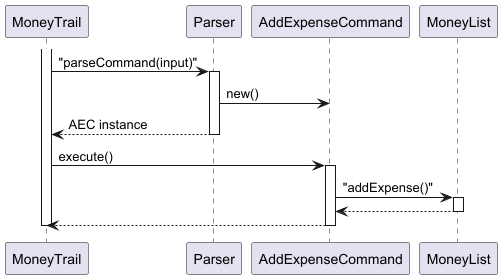 MoneyTrail Parser AddExpenseCommand MoneyList
"parseCommand(input)"
new()
AEC instance
execute()
"addExpense()"
MoneyTrail Parser AddExpenseCommand MoneyList